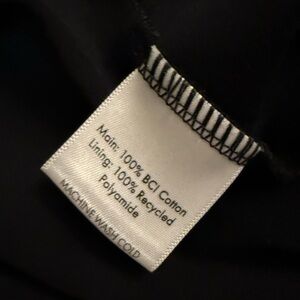 Main: 100% BCI Cotton
Lining: 100% Recycled
Polyamide
MACHINE WASH COLD